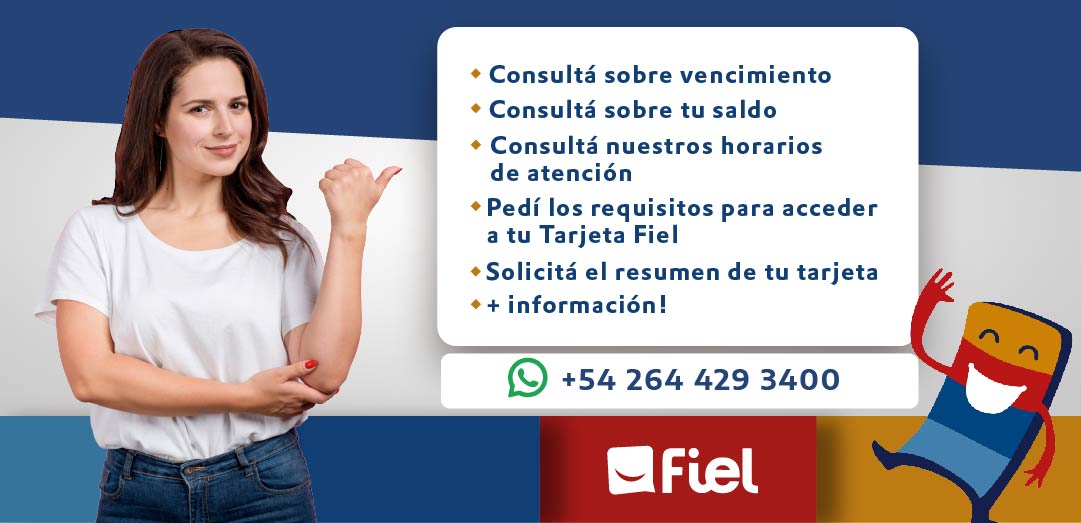 Consultá sobre vencimiento
Consultá sobre tu saldo
Consultá nuestros horarios
de atención
Pedí los requisitos para acceder
a tu Tarjeta Fiel
Solicitá el resumen de tu tarjeta
+ información!
+54 264 429 3400
Fiel